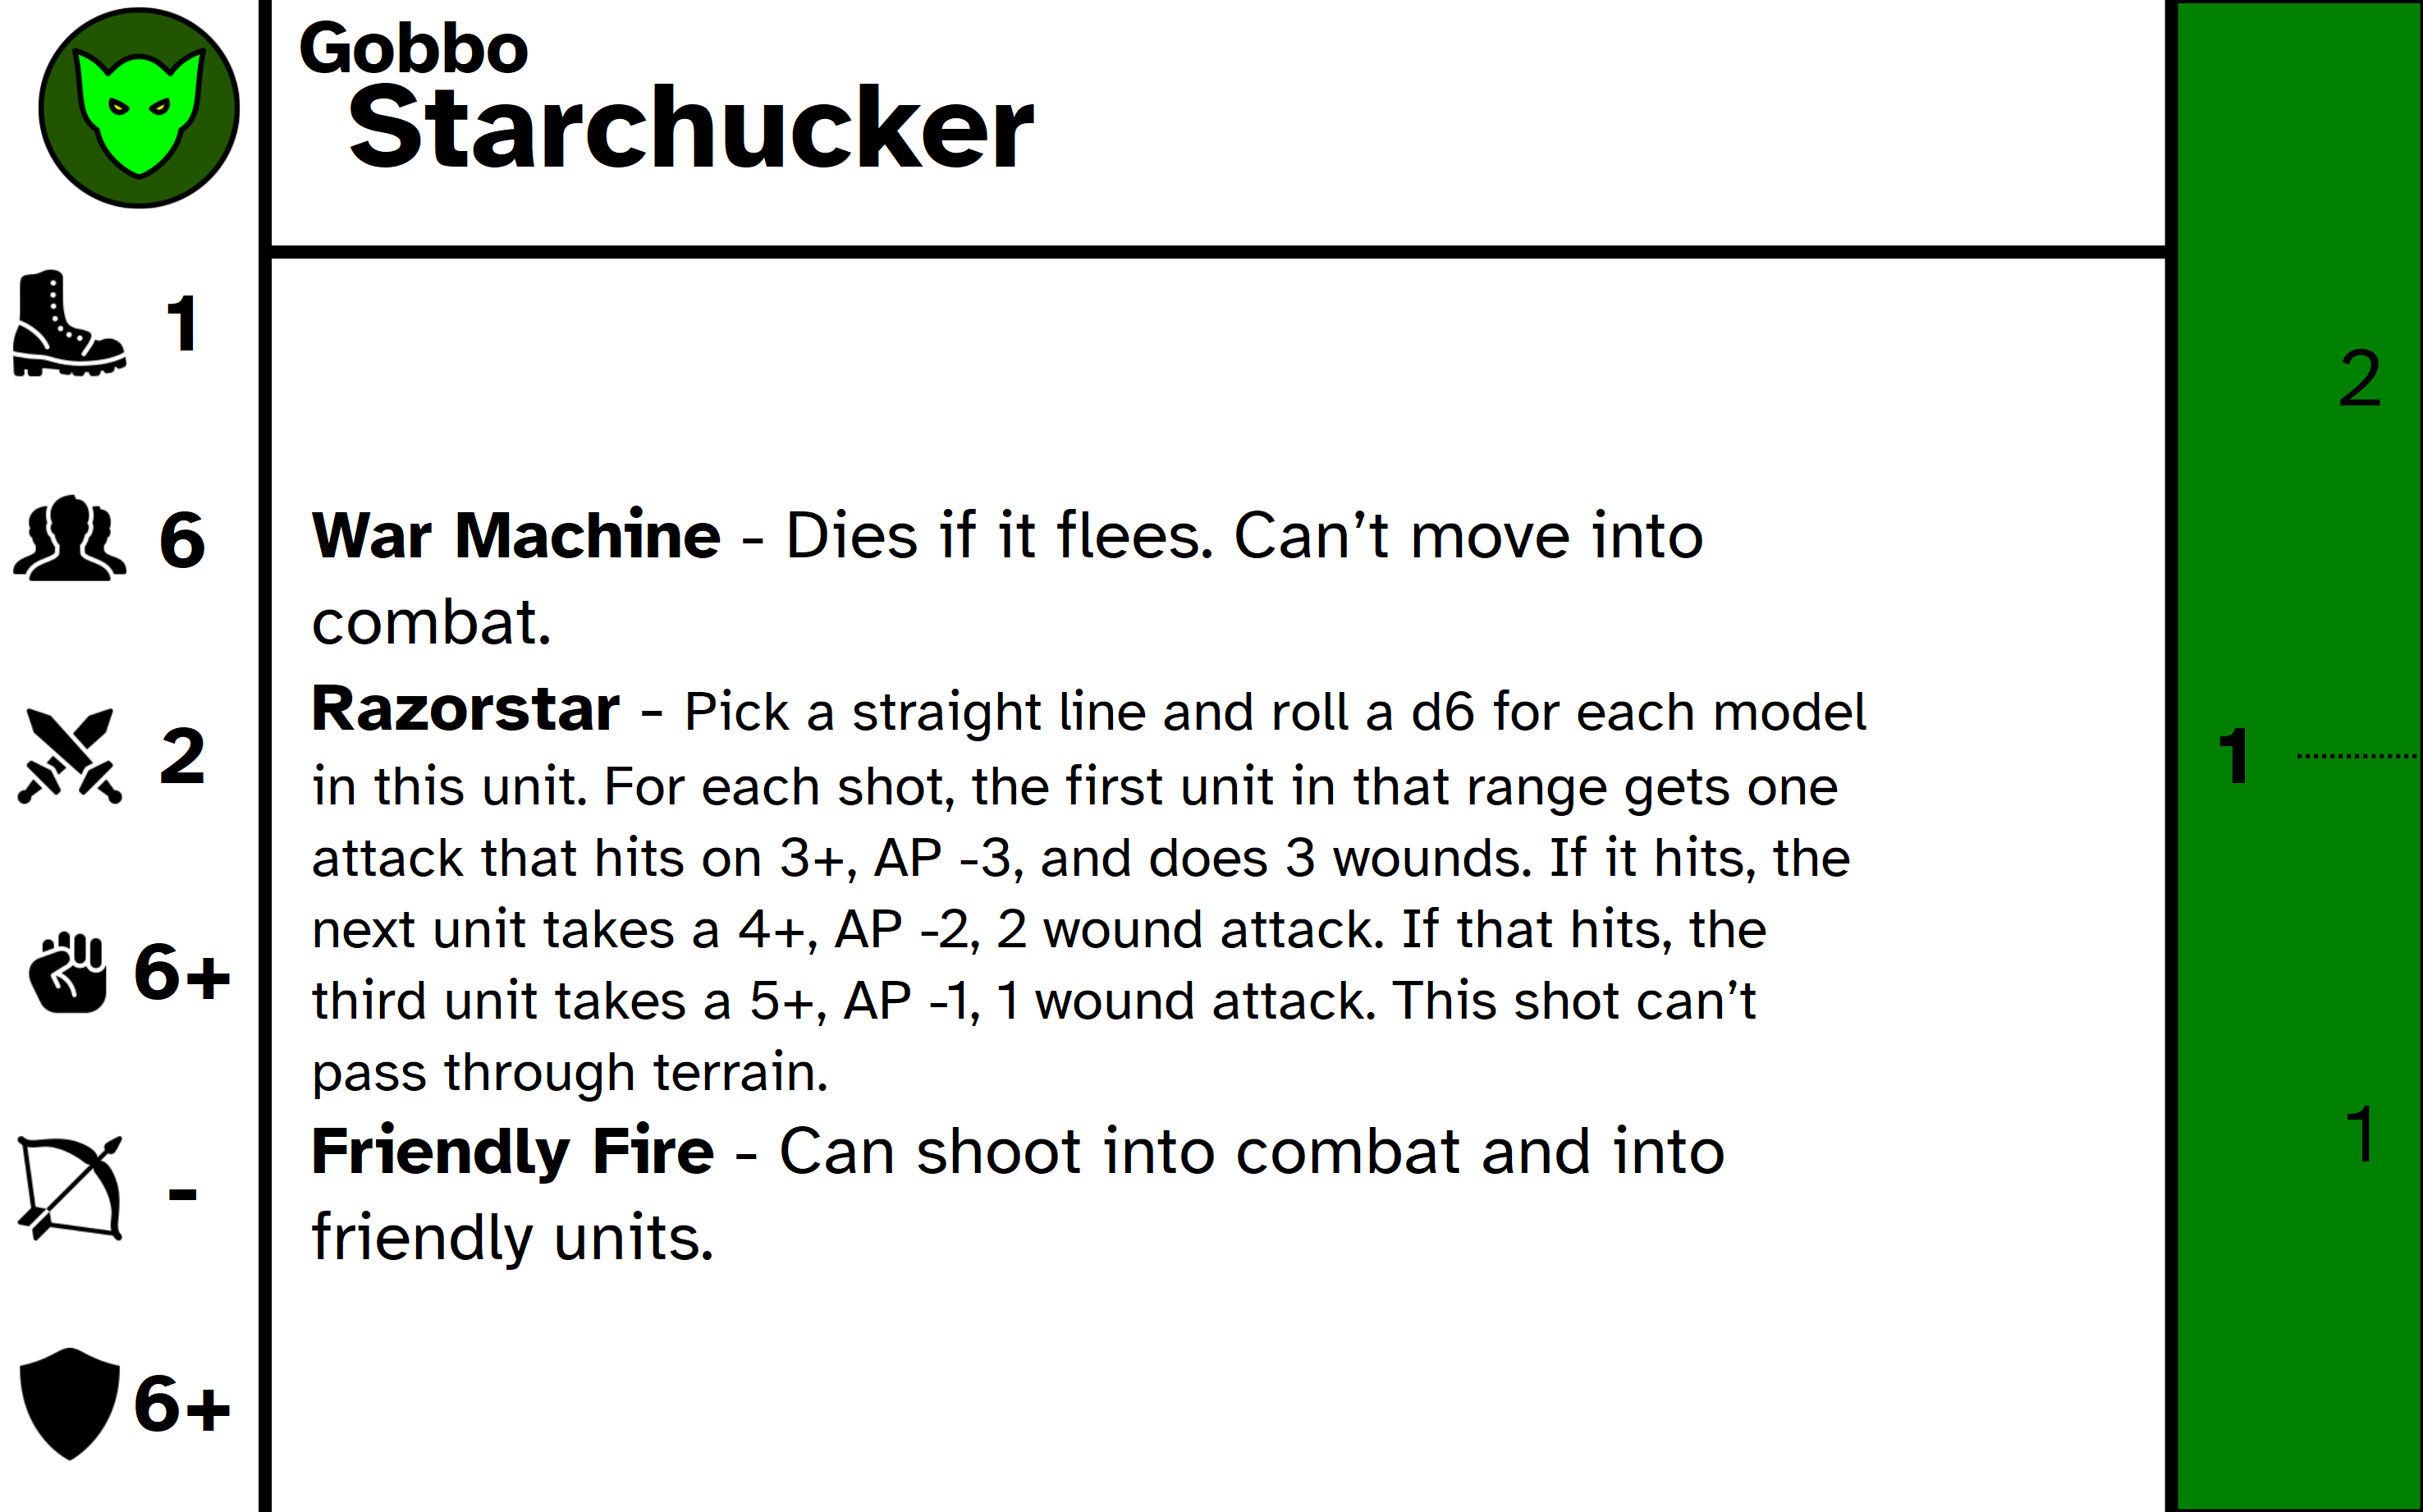 Gobbo
Starchucker
1
6
2
6+
-
6+
War Machine - Dies if it flees. Can’t move into
combat.
Razorstar - Pick a straight line and roll a d6 for each model
in this unit. For each shot, the first unit in that range gets one
attack that hits on 3+, AP -3, and does 3 wounds. If it hits, the
next unit takes a 4+, AP -2, 2 wound attack. If that hits, the
third unit takes a 5+, AP -1, 1 wound attack. This shot can’t
pass through terrain.
Friendly Fire - Can shoot into combat and into
friendly units.
2
1
1